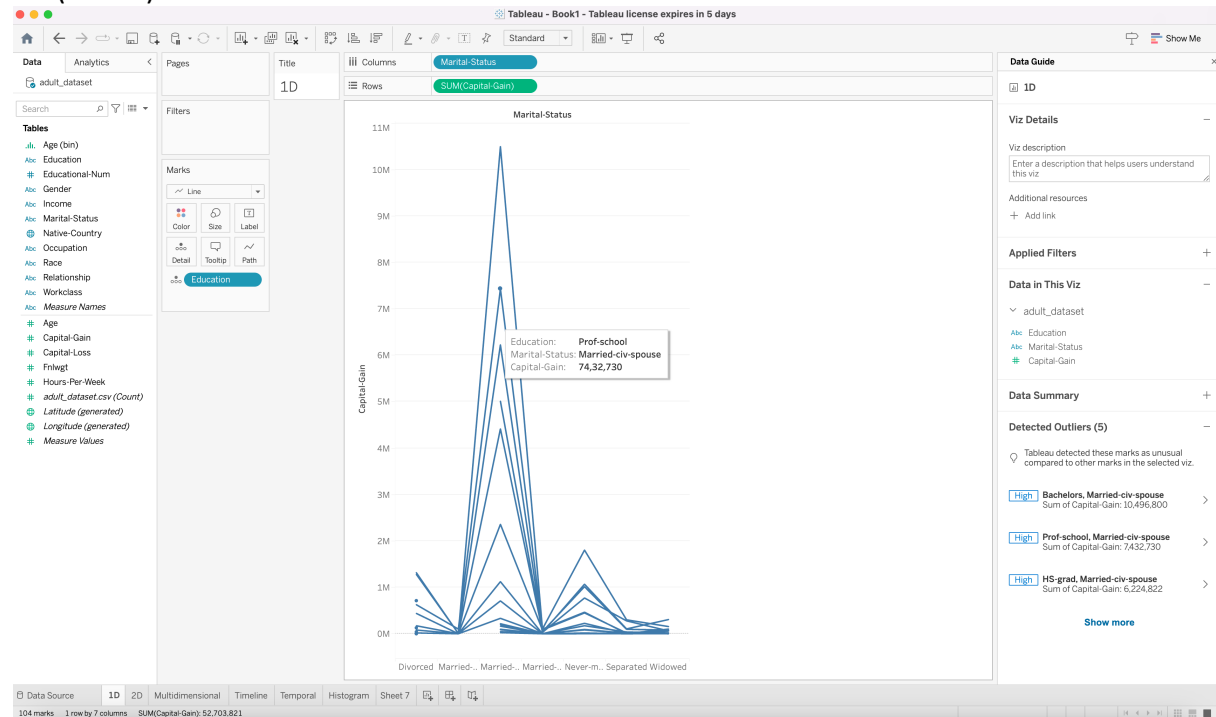 Tableau - Book1 - Tableau license expires in 5 days
Standard
Show Me
Data
Analytics
adult_dataset
Search
Tables
Age (bin)
Abc Education
# Educational-Num
Abc Gender
Abc Income
Abc Marital-Status
Native-Country
Abc Occupation
Abc Race
Abc Relationship
Abc Workclass
Abc Measure Names
# Age
# Capital-Gain
# Capital-Loss
# Fnlwgt
# Hours-Per-Week
# adult_dataset.csv (Count)
Latitude (generated)
Longitude (generated)
# Measure Values
Pages
Filters
Marks
Line
Color Size Label
Detail Tooltip Path
Education
Title
1D
Columns
Marital-Status
Rows
SUM(Capital-Gain)
Marital-Status
11M
10M
9M
8M
7M
6M
5M
4M
3M
2M
1M
0M
Capital-Gain
Education: Prof-school
Marital-Status: Married-civ-spouse
Capital-Gain: 74,32,730
Divorced Married-.. Married-.. Married-.. Never-m.. Separated Widowed
Data Guide
1D
Viz Details
Viz description
Enter a description that helps users understand
this viz
Additional resources
+ Add link
Applied Filters
Data in This Viz
adult_dataset
Abc Education
Abc Marital-Status
# Capital-Gain
Data Summary
Detected Outliers (5)
Tableau detected these marks as unusual
compared to other marks in the selected viz.
High Bachelors, Married-civ-spouse
Sum of Capital-Gain: 10,496,800
High Prof-school, Married-civ-spouse
Sum of Capital-Gain: 7,432,730
High HS-grad, Married-civ-spouse
Sum of Capital-Gain: 6,224,822
Show more
Data Source 1D 2D Multidimensional Timeline Temporal Histogram Sheet 7
104 marks 1 row by 7 columns SUM(Capital-Gain): 52,703,821